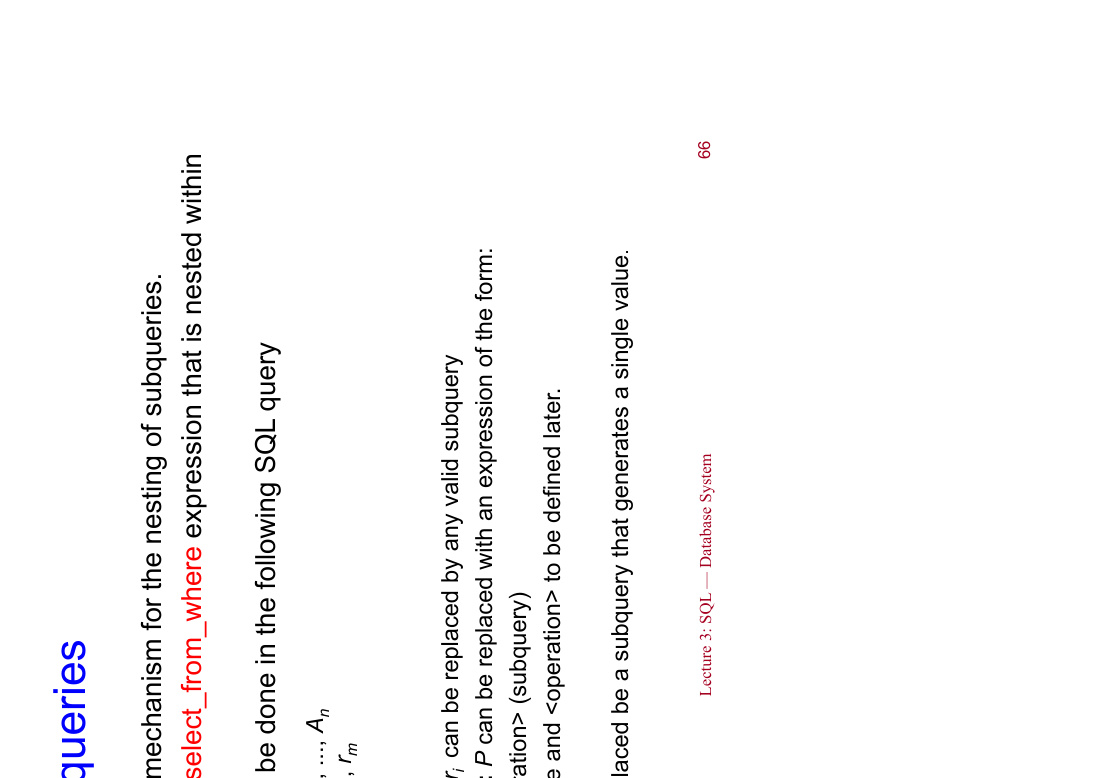 queries
mechanism for the nesting of subqueries.
select_from_where expression that is nested within
be done in the following SQL query
, ..., An
, rm
ri can be replaced by any valid subquery
: P can be replaced with an expression of the form:
ration> (subquery)
e and <operation> to be defined later.
laced be a subquery that generates a single value.
Lecture 3: SQL — Database System 66